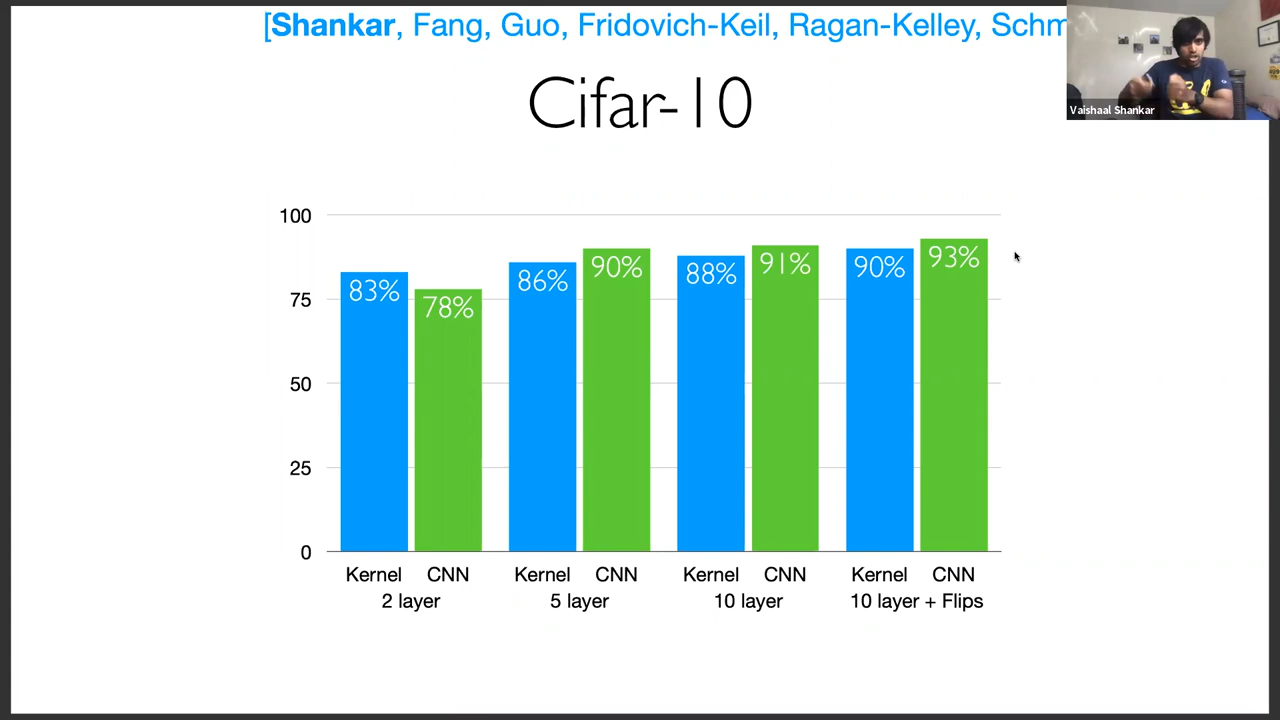 [Shankar, Fang, Guo, Fridovich-Keil, Ragan-Kelley, Schm
Vaishaal Shankar
Cifar-10
100
75
50
25
0
83%
78%
86%
90%
88%
91%
90%
93%
Kernel CNN Kernel CNN Kernel CNN Kernel CNN
2 layer 5 layer 10 layer 10 layer + Flips